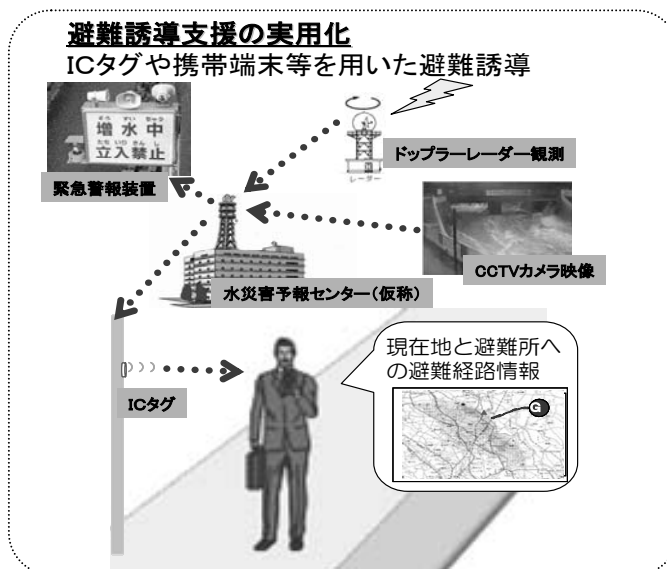 避難誘導支援の実用化
ICタグや携帯端末等を用いた避難誘導
増水中
立入禁止
緊急警報装置
レーダー
ドップラーレーダー観測
CCTVカメラ映像
水災害予報センター(仮称)
ICタグ
現在地と避難所へ
の避難経路情報
G